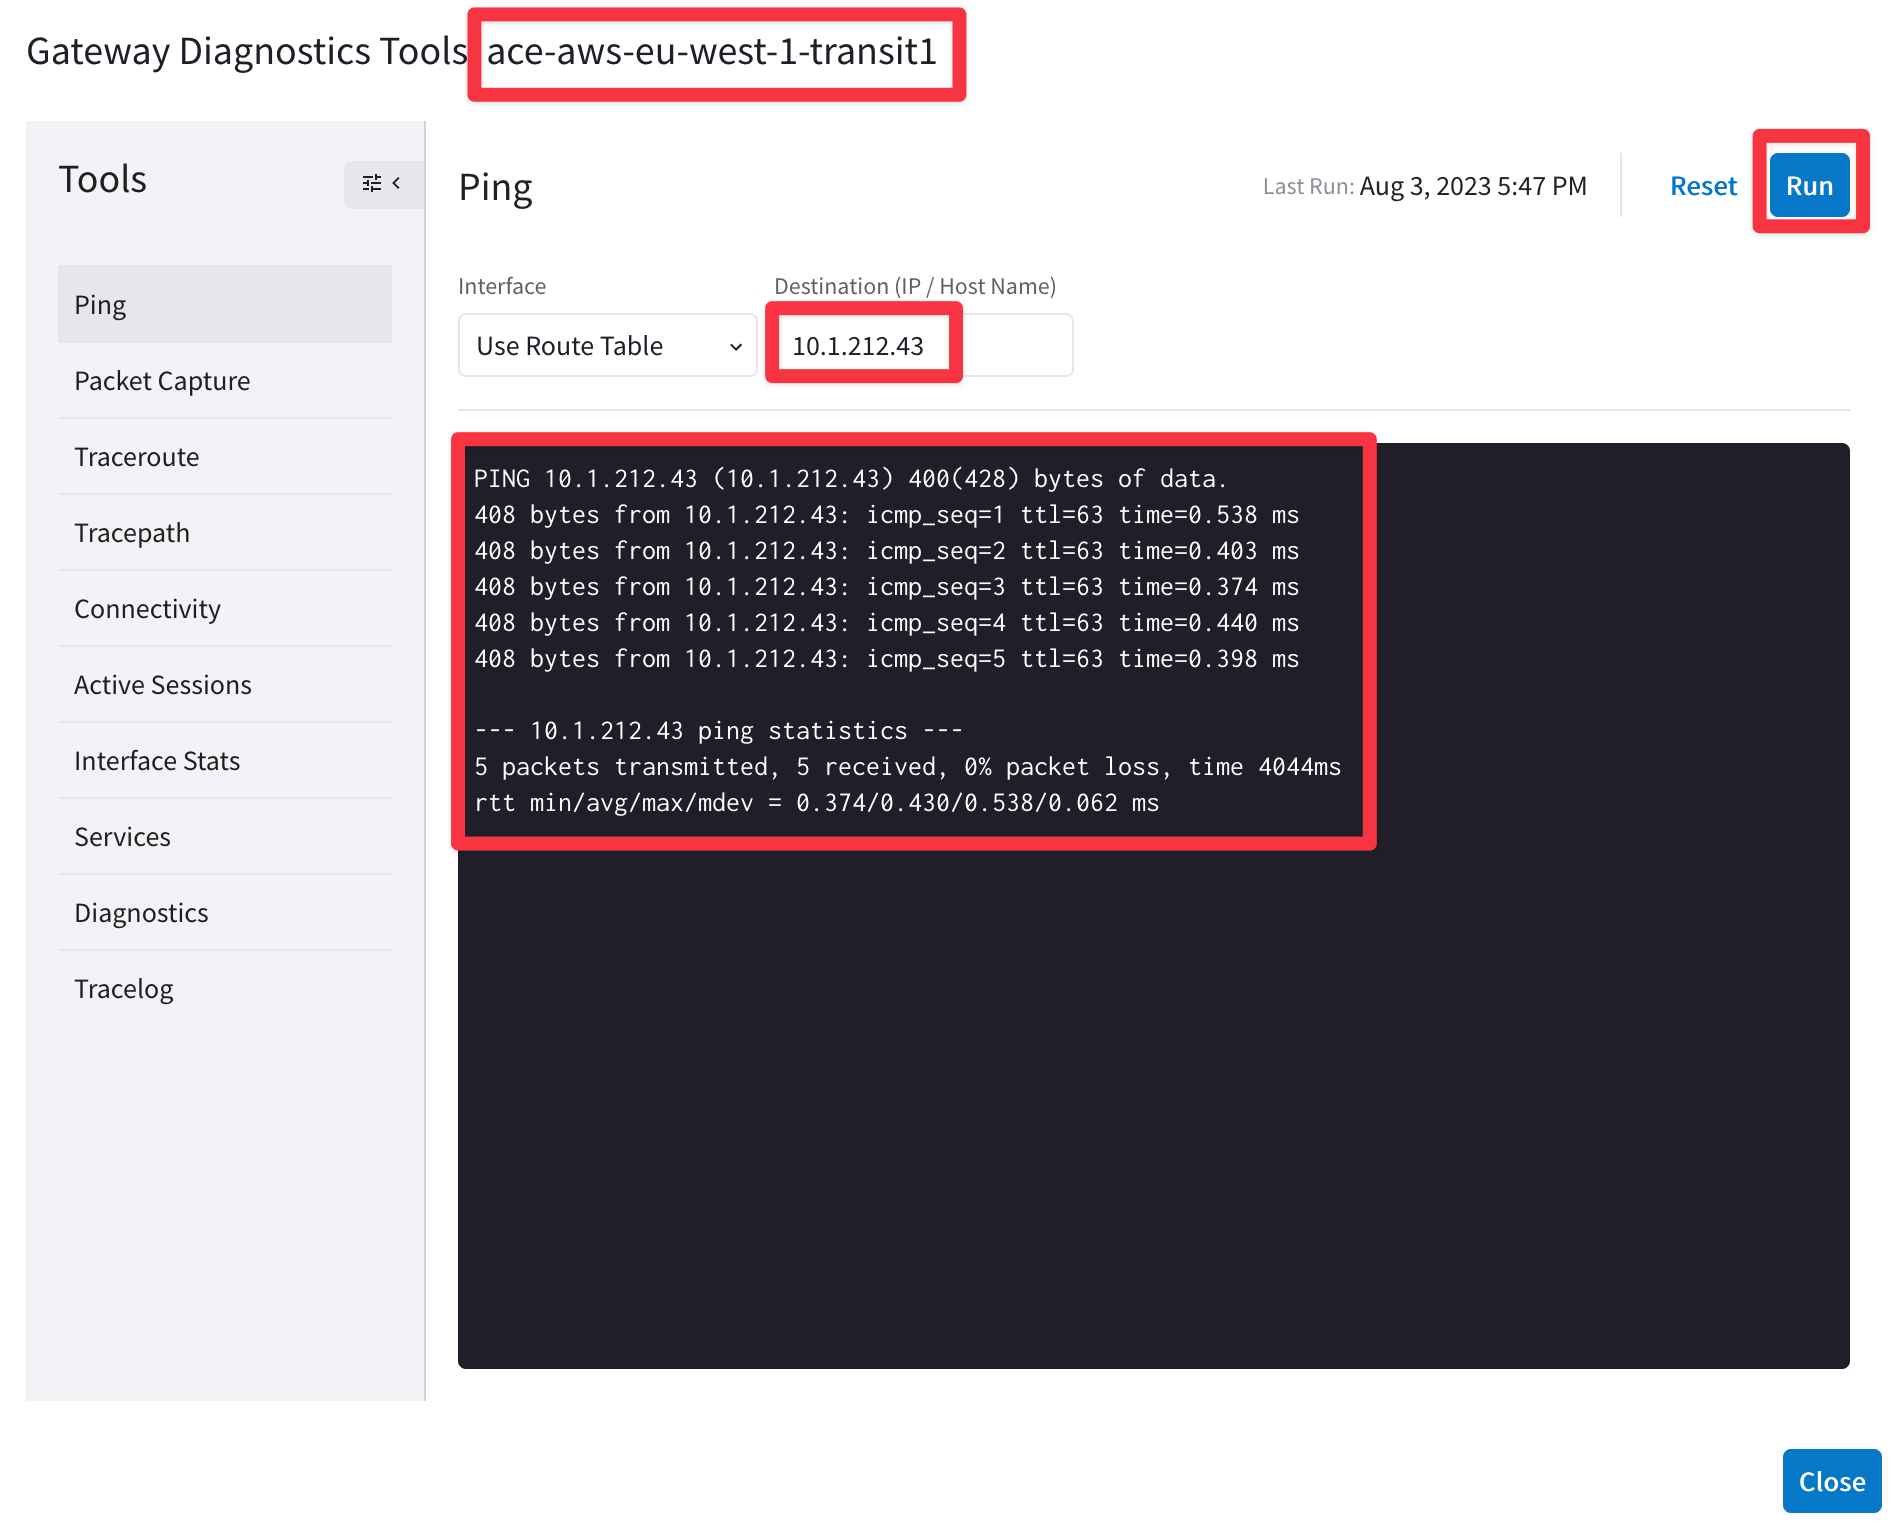 Gateway Diagnostics Tools ace-aws-eu-west-1-transit1
Tools
Ping
Packet Capture
Traceroute
Tracepath
Connectivity
Active Sessions
Interface Stats
Services
Diagnostics
Tracelog
Ping
Last Run: Aug 3, 2023 5:47 PM
Reset
Run
Interface
Destination (IP / Host Name)
Use Route Table
10.1.212.43
PING 10.1.212.43 (10.1.212.43) 400(428) bytes of data.
408 bytes from 10.1.212.43: icmp_seq=1 ttl=63 time=0.538 ms
408 bytes from 10.1.212.43: icmp_seq=2 ttl=63 time=0.403 ms
408 bytes from 10.1.212.43: icmp_seq=3 ttl=63 time=0.374 ms
408 bytes from 10.1.212.43: icmp_seq=4 ttl=63 time=0.440 ms
408 bytes from 10.1.212.43: icmp_seq=5 ttl=63 time=0.398 ms
--- 10.1.212.43 ping statistics ---
5 packets transmitted, 5 received, 0% packet loss, time 4044ms
rtt min/avg/max/mdev = 0.374/0.430/0.538/0.062 ms
Close